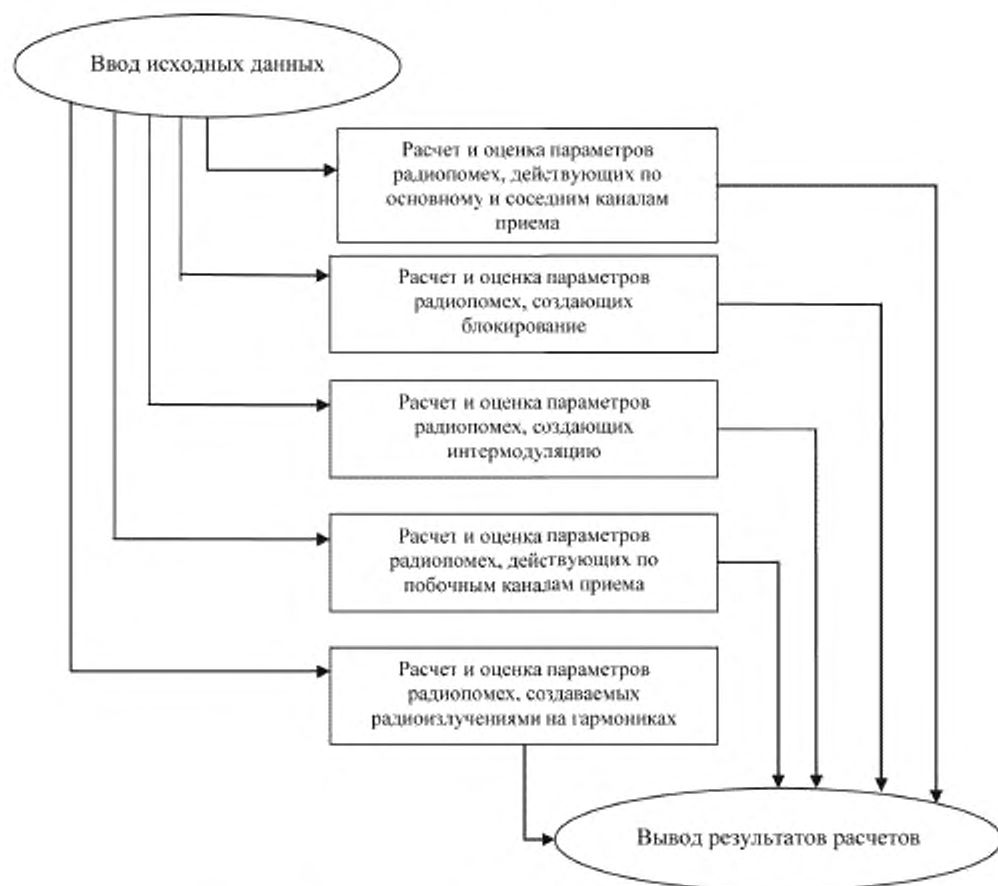 Ввод исходных данных
Расчет и оценка параметров
радиопомех, действующих по
основному и соседним каналам
приема
Расчет и оценка параметров
радиопомех, создающих
блокирование
Расчет и оценка параметров
радиопомех, создающих
интермодуляцию
Расчет и оценка параметров
радиопомех, действующих по
побочным каналам приема
Расчет и оценка параметров
радиопомех, создаваемых
радиоизлучениями на гармониках
Вывод результатов расчетов